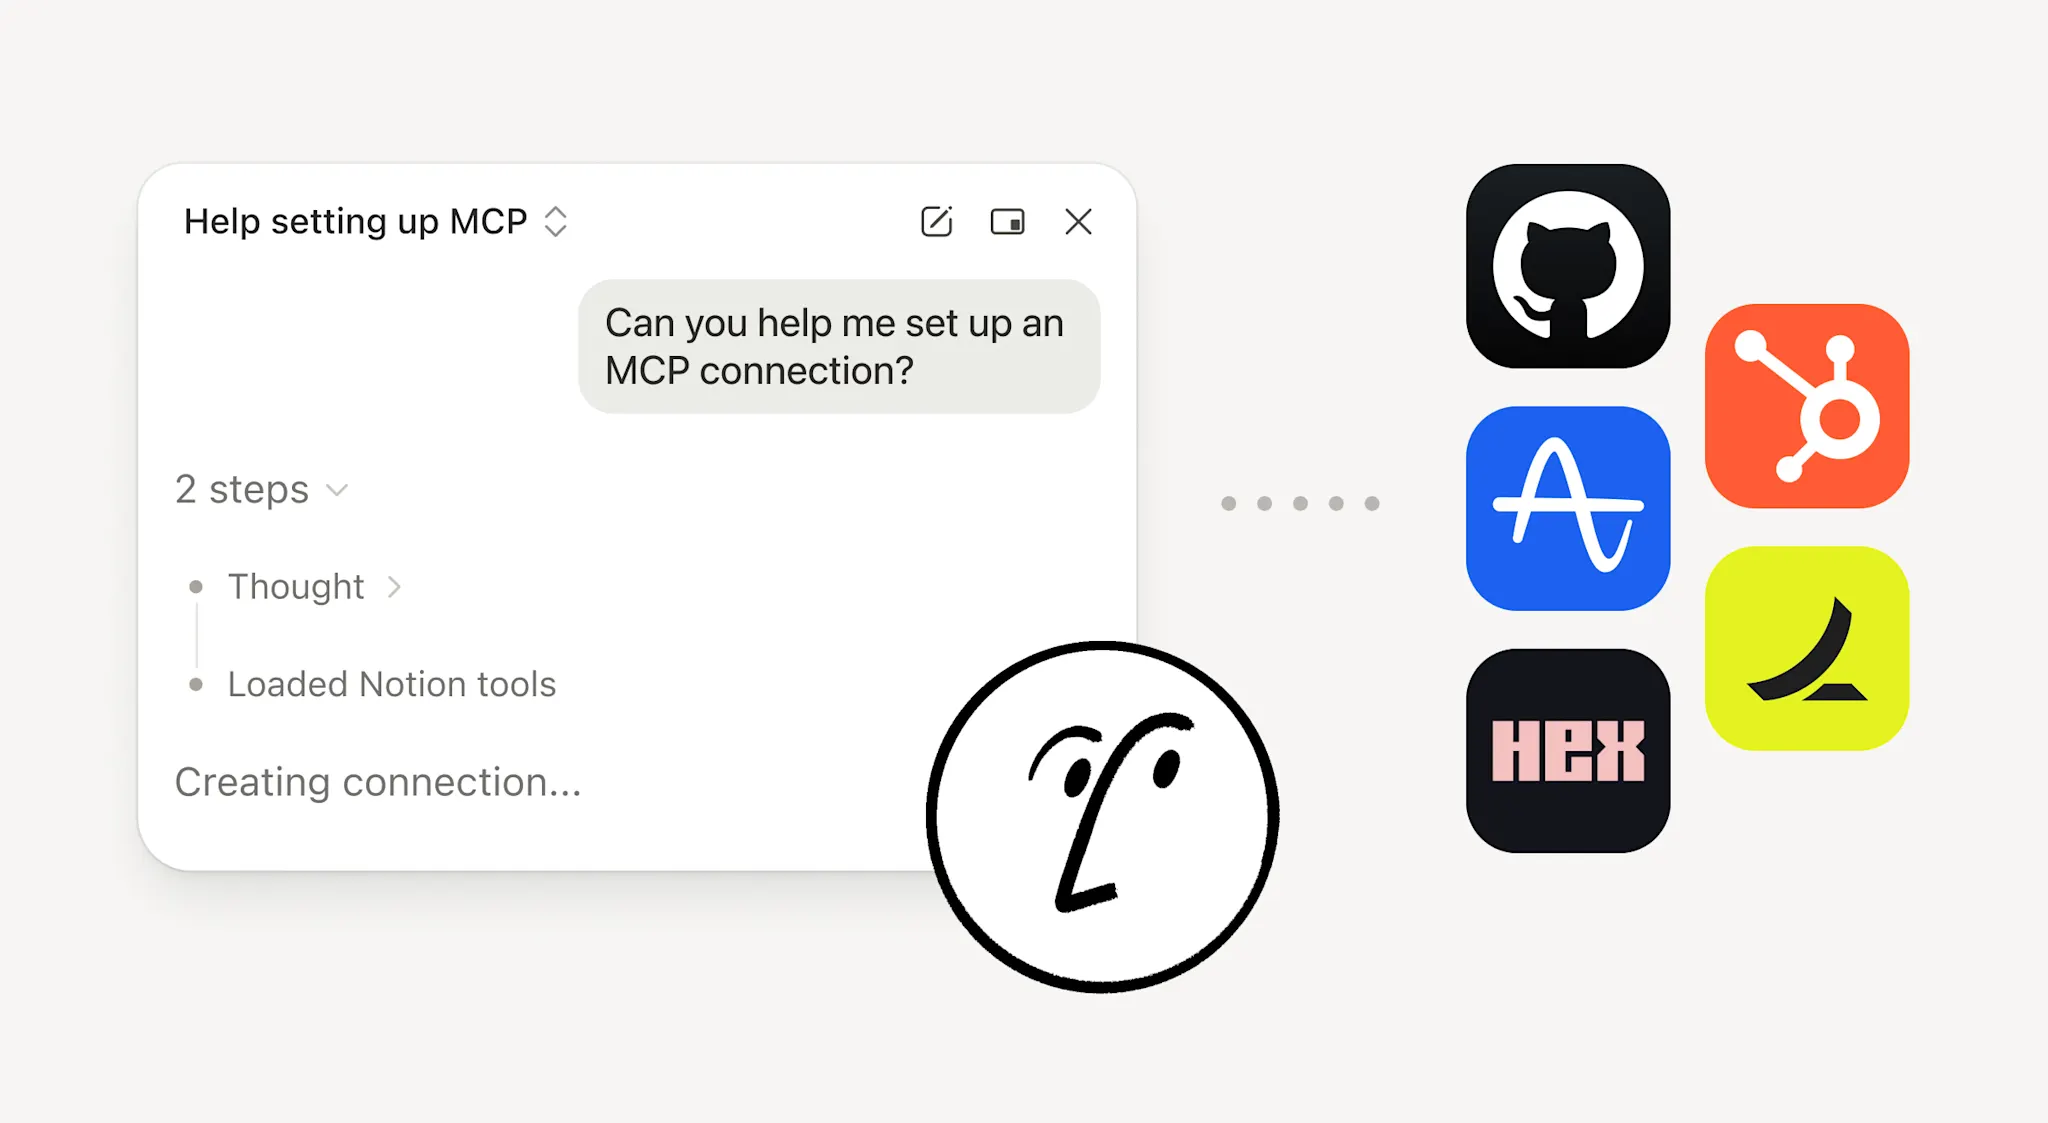 Help setting up MCP
Can you help me set up an
MCP connection?
2 steps
Thought
Loaded Notion tools
Creating connection...
HEX